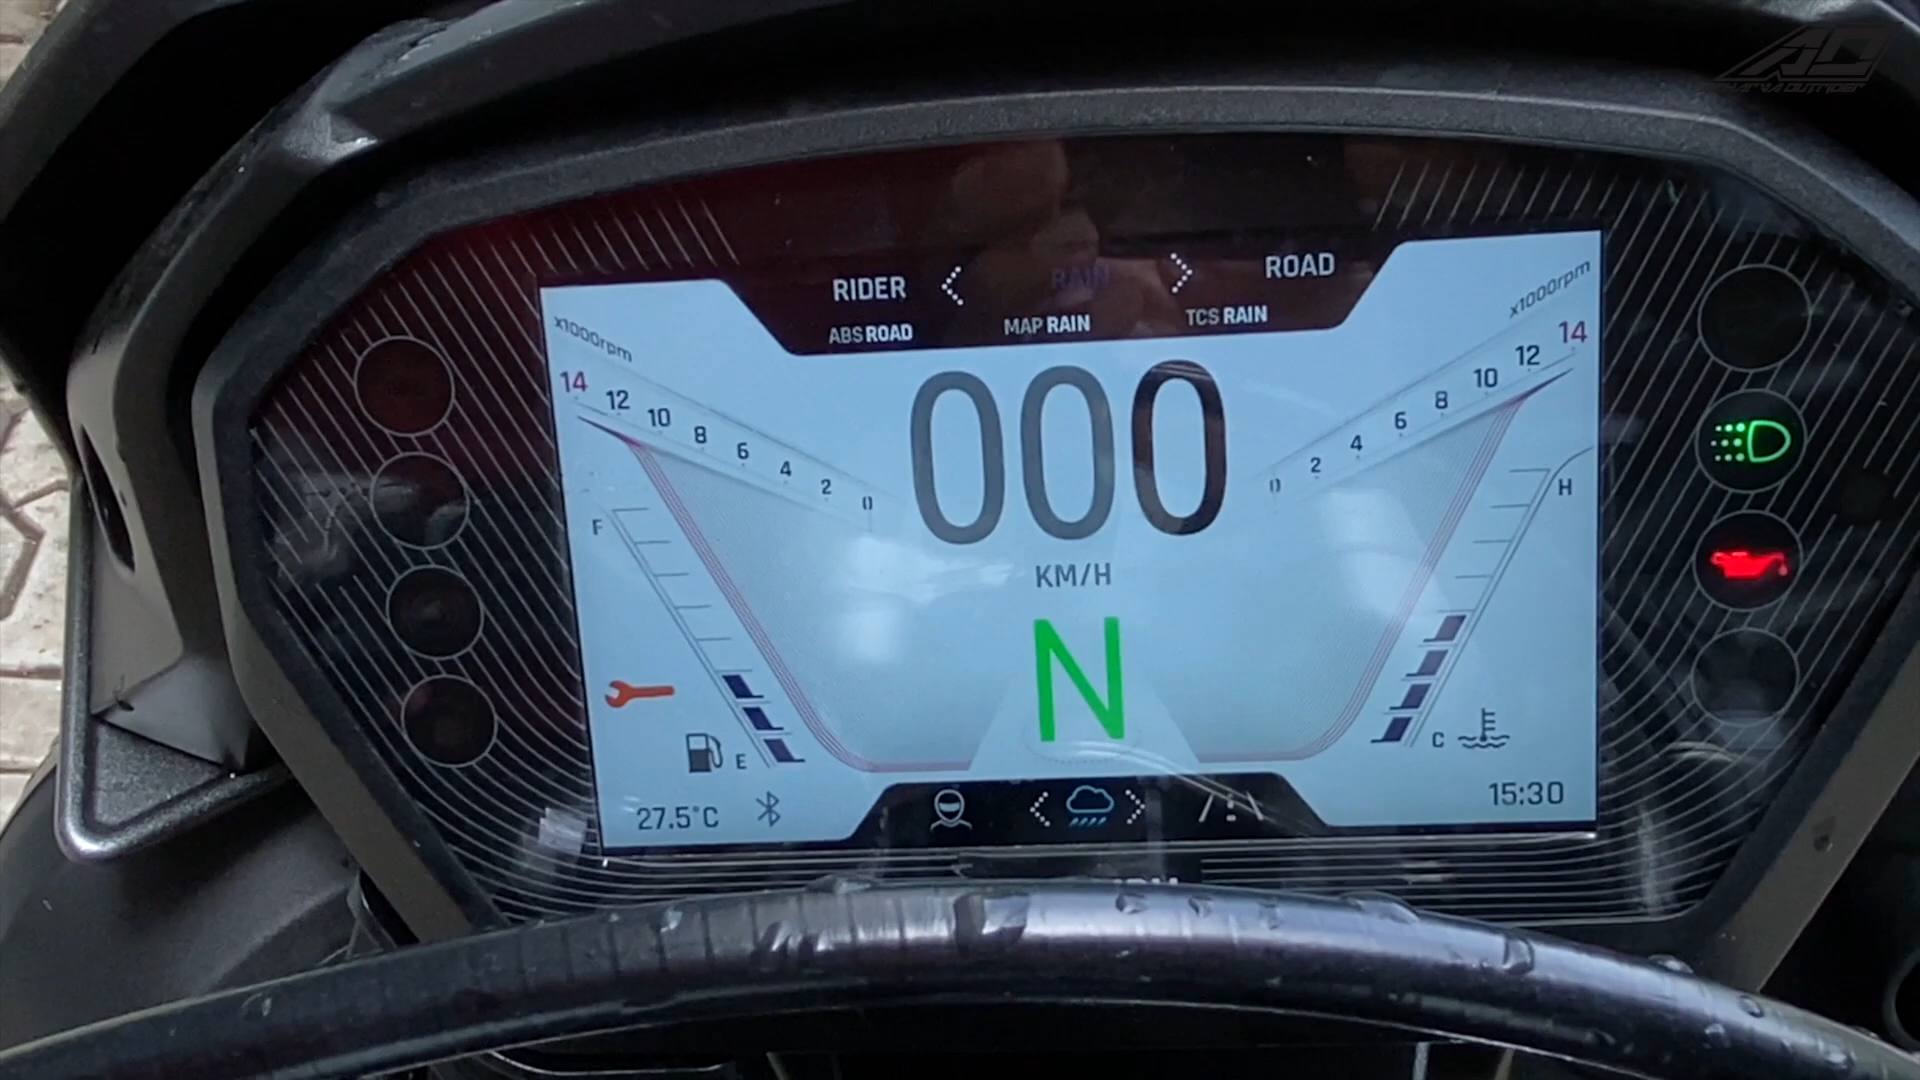 RIDER RAIN ROAD
ABS ROAD MAP RAIN TCS RAIN
x1000rpm
14 12 10 8 6 4 2 0
000
x1000rpm
0 2 4 6 8 10 12 14
KM/H
F
H
N
E
C
27.5°C
15:30